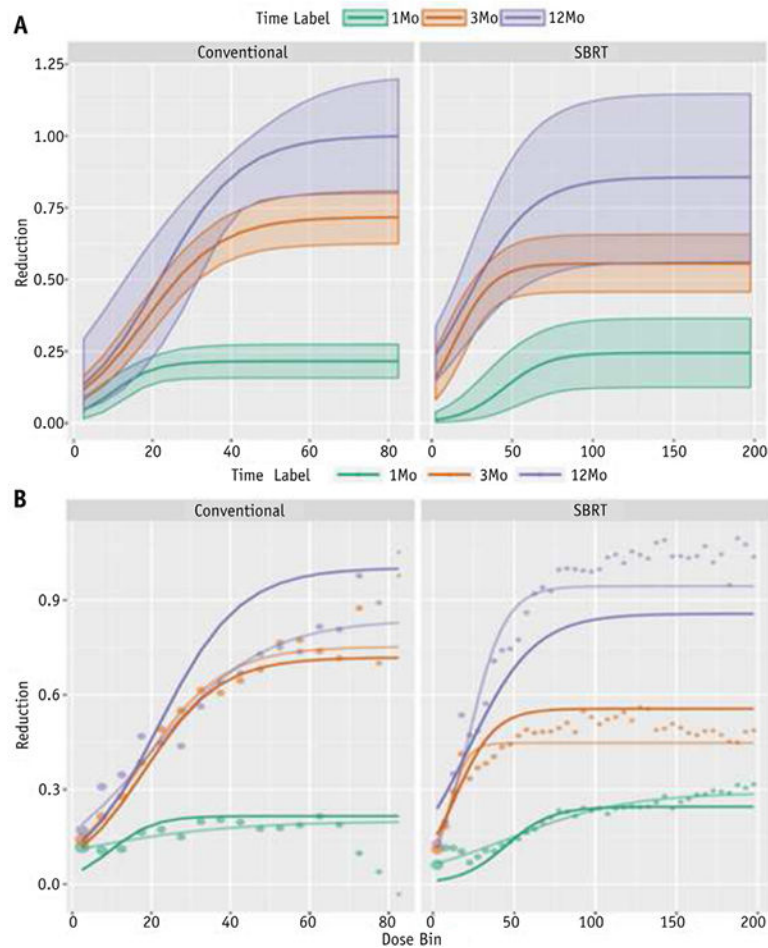 A
Time Label 1Mo 3Mo 12Mo
Conventional SBRT
1.25
1.00
0.75
0.50
0.25
0.00
Reduction
0 20 40 60 80 0 50 100 150 200
Time Label 1Mo 3Mo 12Mo
B
Conventional SBRT
0.9
0.6
0.3
0.0
Reduction
0 20 40 60 80 0 50 100 150 200
Dose Bin